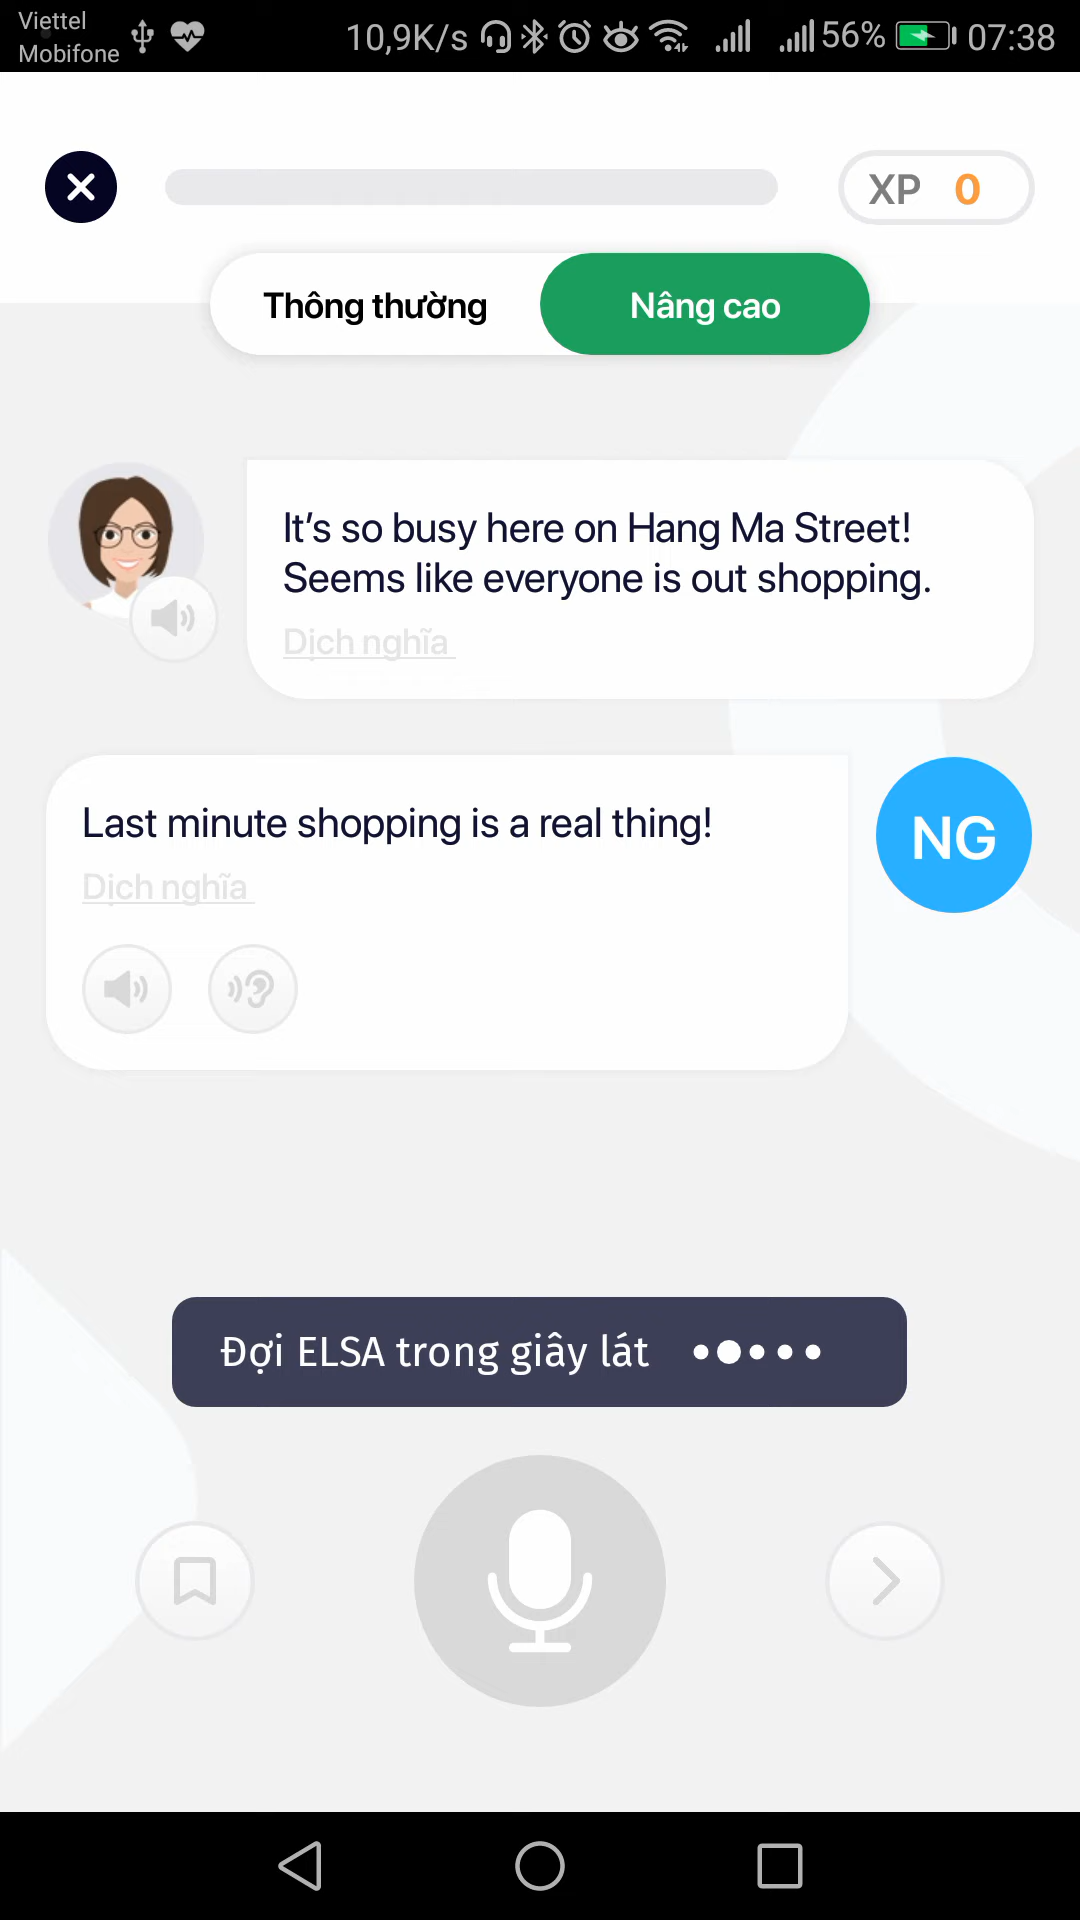 Viettel
Mobifone
10,9K/s 56% 07:38
XP 0
Thông thường Nâng cao
It's so busy here on Hang Ma Street!
Seems like everyone is out shopping.
Dịch nghĩa
Last minute shopping is a real thing!
NG
Dịch nghĩa
Đợi ELSA trong giây lát